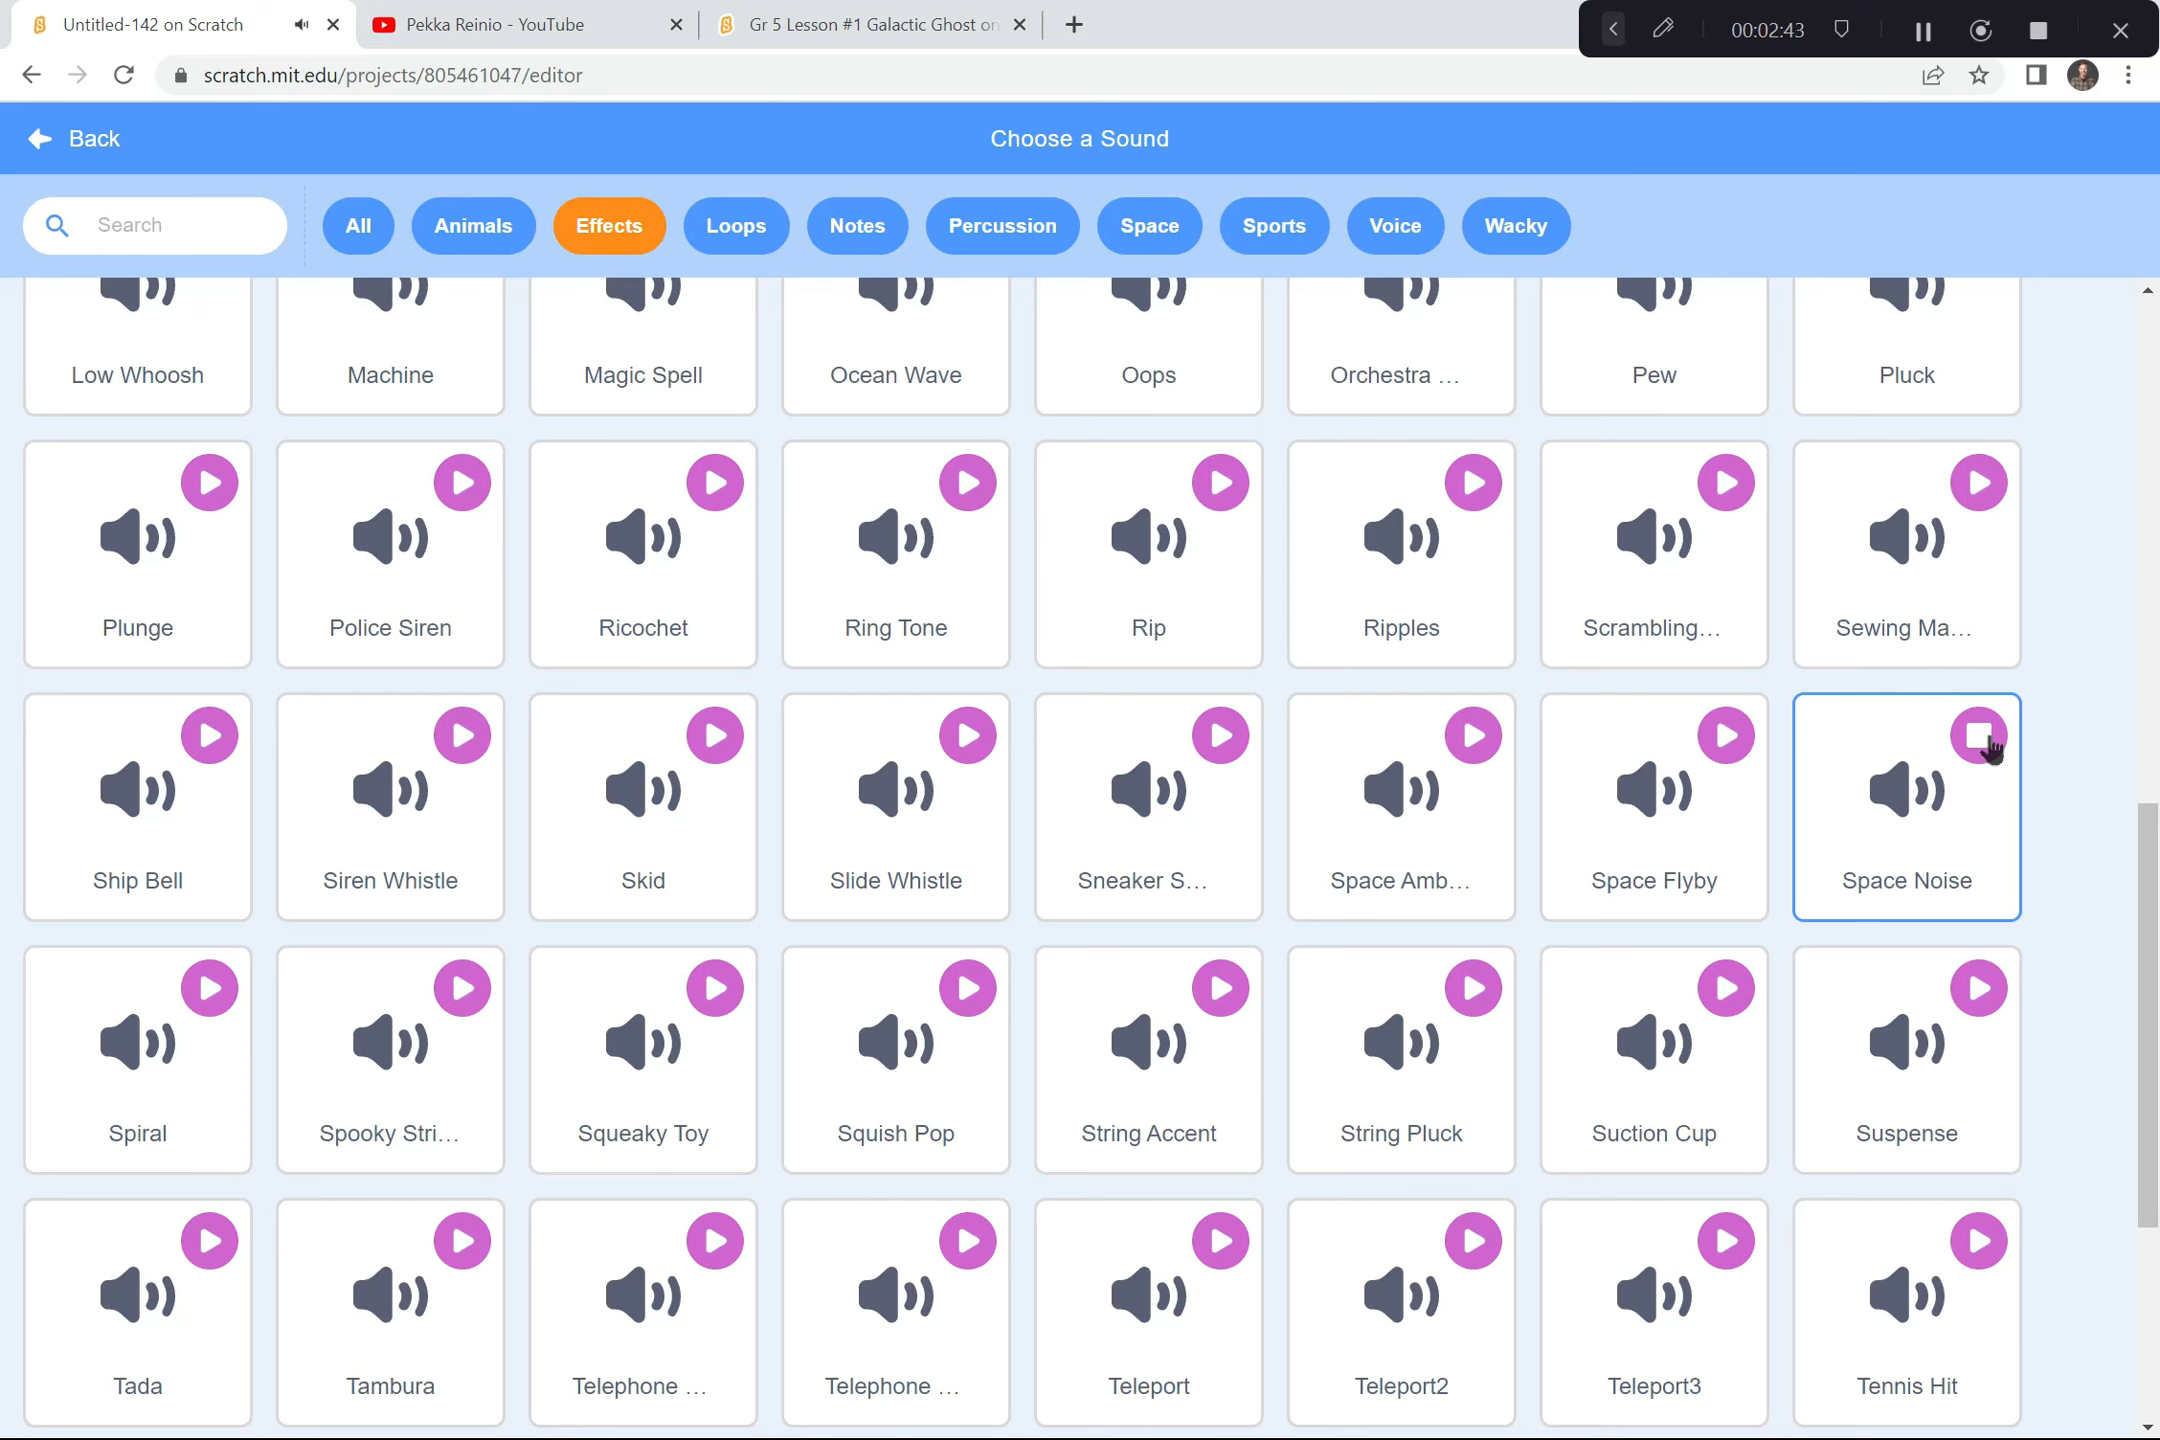 Untitled-142 on Scratch
Pekka Reinio - YouTube
Gr 5 Lesson #1 Galactic Ghost on
00:02:43
scratch.mit.edu/projects/805461047/editor
Back
Choose a Sound
Search
All
Animals
Effects
Loops
Notes
Percussion
Space
Sports
Voice
Wacky
Low Whoosh
Machine
Magic Spell
Ocean Wave
Oops
Orchestra ...
Pew
Pluck
Plunge
Police Siren
Ricochet
Ring Tone
Rip
Ripples
Scrambling...
Sewing Ma...
Ship Bell
Siren Whistle
Skid
Slide Whistle
Sneaker S...
Space Amb...
Space Flyby
Space Noise
Spiral
Spooky Stri...
Squeaky Toy
Squish Pop
String Accent
String Pluck
Suction Cup
Suspense
Tada
Tambura
Telephone ...
Telephone ...
Teleport
Teleport2
Teleport3
Tennis Hit